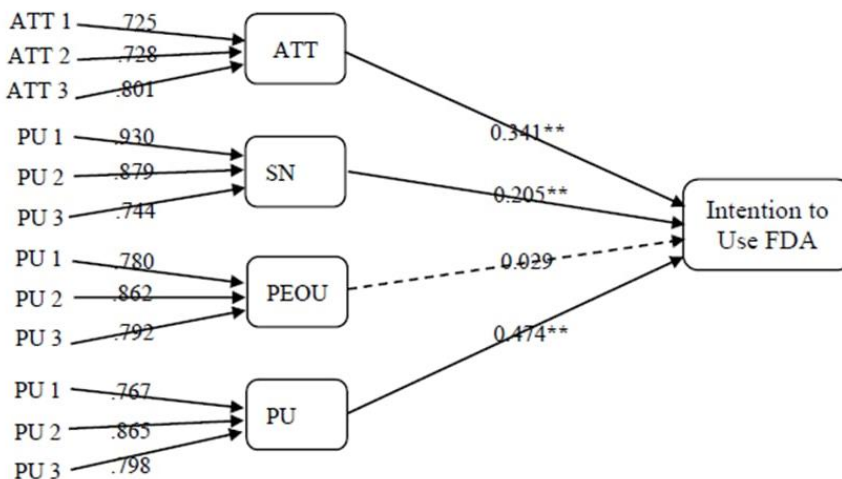 ATT 1 .725
ATT 2 .728
ATT 3 .801
ATT
0.341**
PU 1 .930
PU 2 .879
PU 3 .744
SN
0.205**
Intention to
Use FDA
PU 1 .780
PU 2 .862
PU 3 .792
PEOU
0.029
PU 1 .767
PU 2 .865
PU 3 .798
PU
0.474**